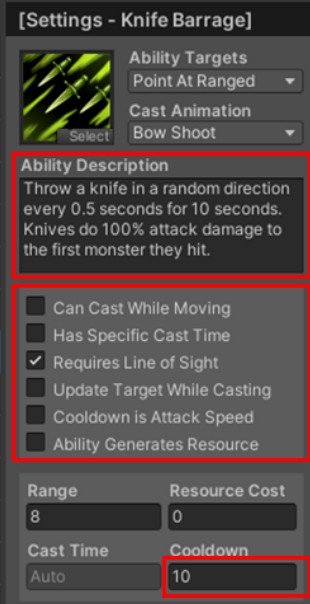 [Settings - Knife Barrage]
Ability Targets
Point At Ranged
Cast Animation
Select
Bow Shoot
Ability Description
Throw a knife in a random direction
every 0.5 seconds for 10 seconds.
Knives do 100% attack damage to
the first monster they hit.
Can Cast While Moving
Has Specific Cast Time
Requires Line of Sight
Update Target While Casting
Cooldown is Attack Speed
Ability Generates Resource
Range Resource Cost
8 0
Cast Time Cooldown
Auto 10